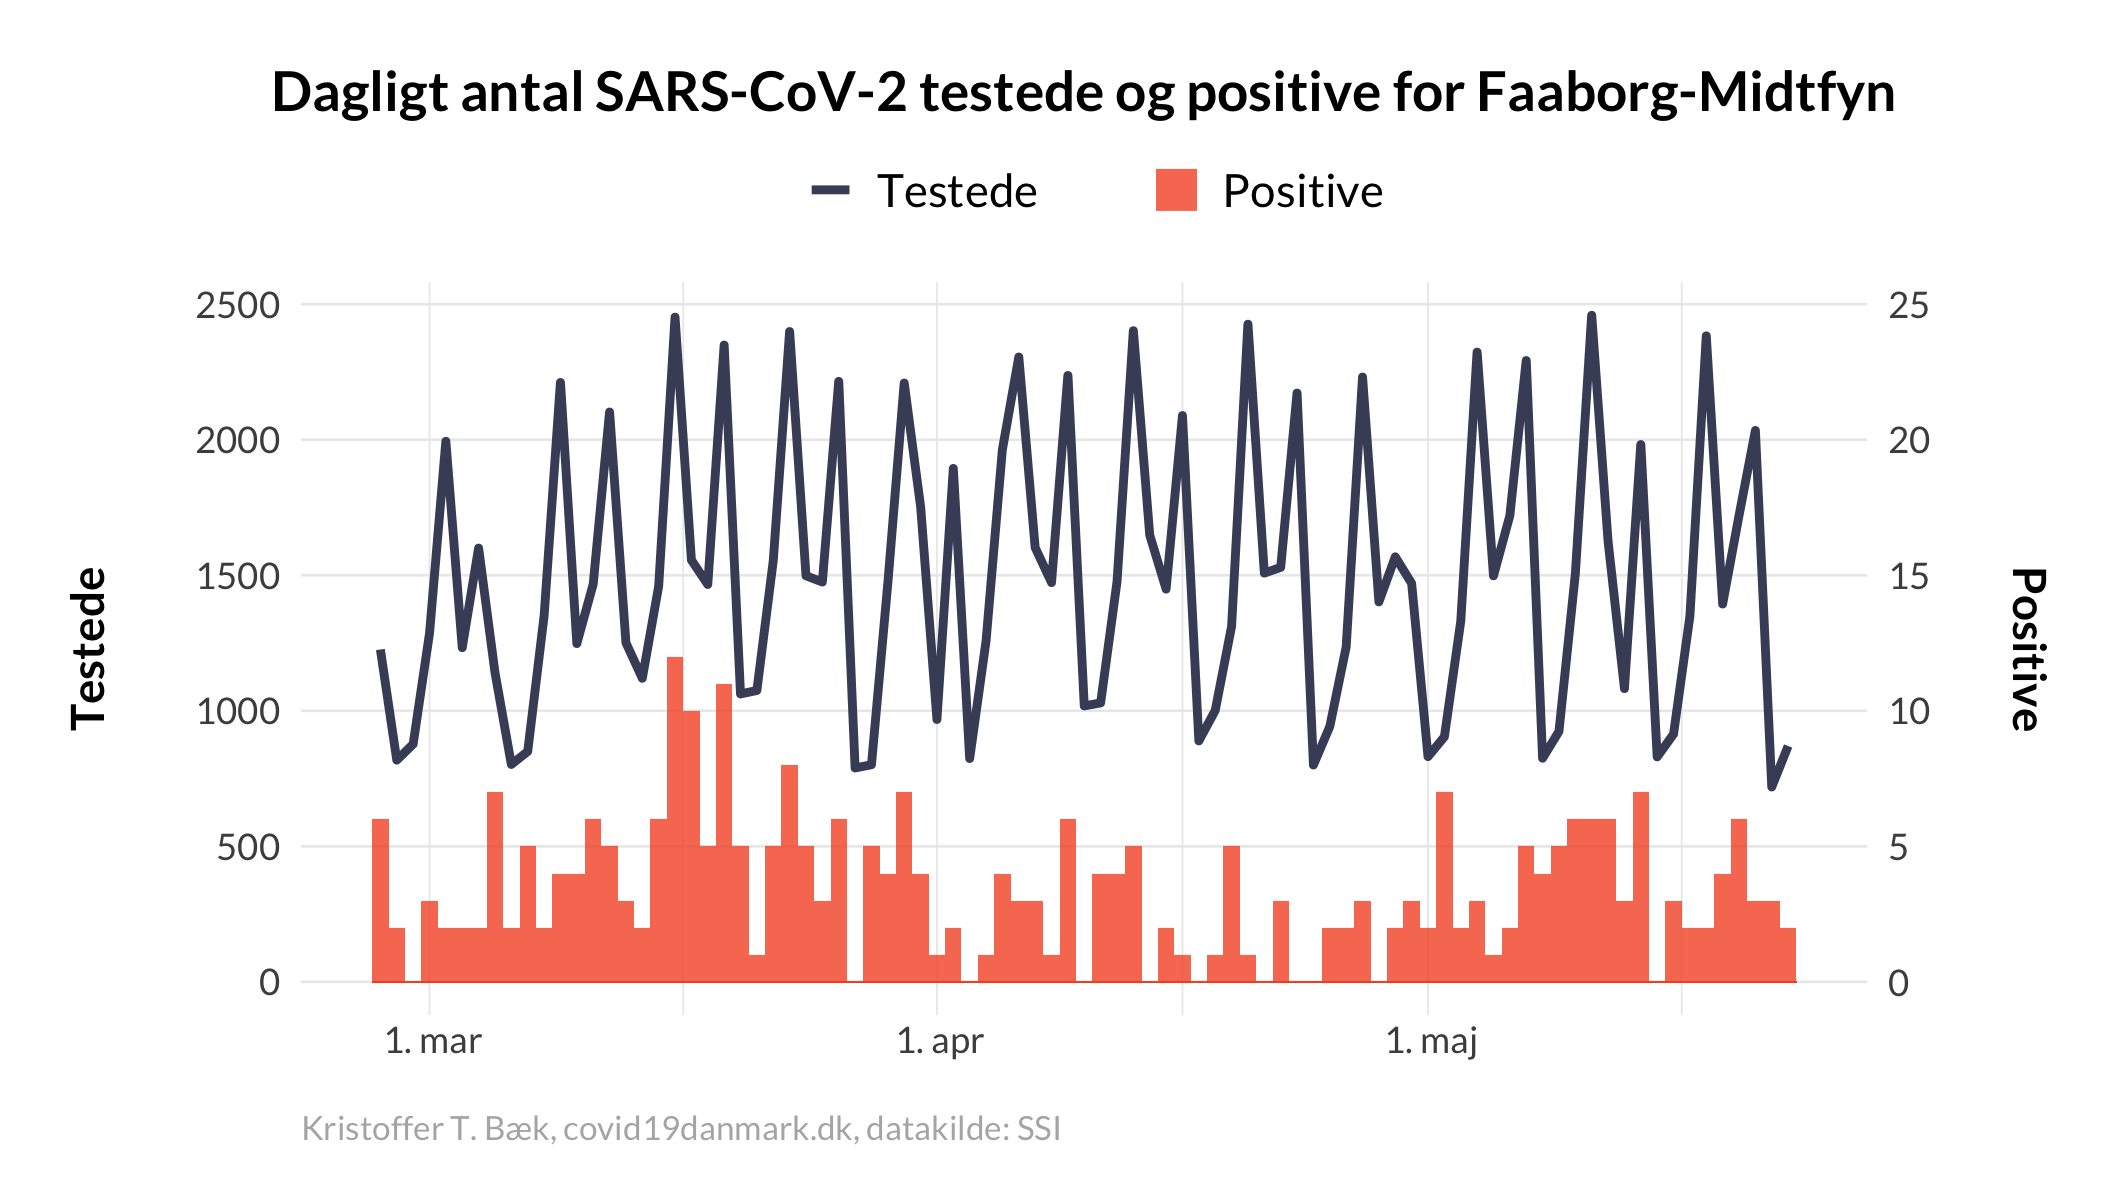 Dagligt antal SARS-CoV-2 testede og positive for Faaborg-Midtfyn
Testede
Positive
2500
2000
1500
1000
500
0
Testede
25
20
15
10
5
0
Positive
1. mar
1. apr
1. maj
Kristoffer T. Bæk, covid19danmark.dk, datakilde: SSI